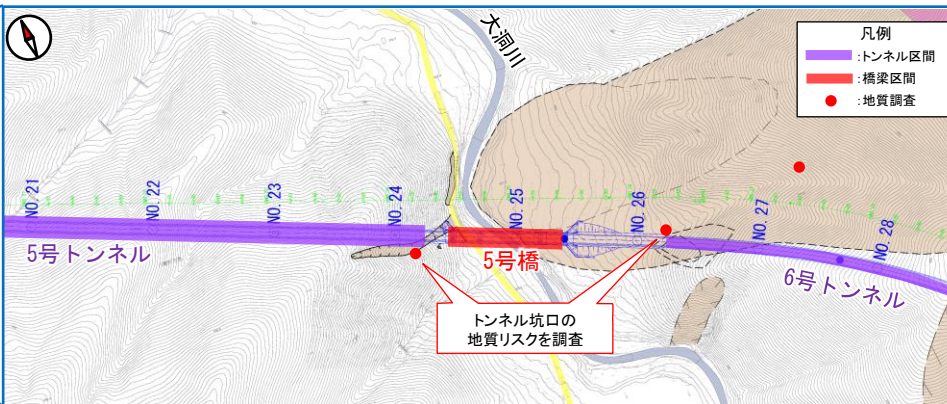 大洞川
凡例
:トンネル区間
:橋梁区間
:地質調査
NO.21
NO.22
NO.23
NO.24
NO.25
NO.26
NO.27
NO.28
5号トンネル
5号橋
6号トンネル
トンネル坑口の
地質リスクを調査